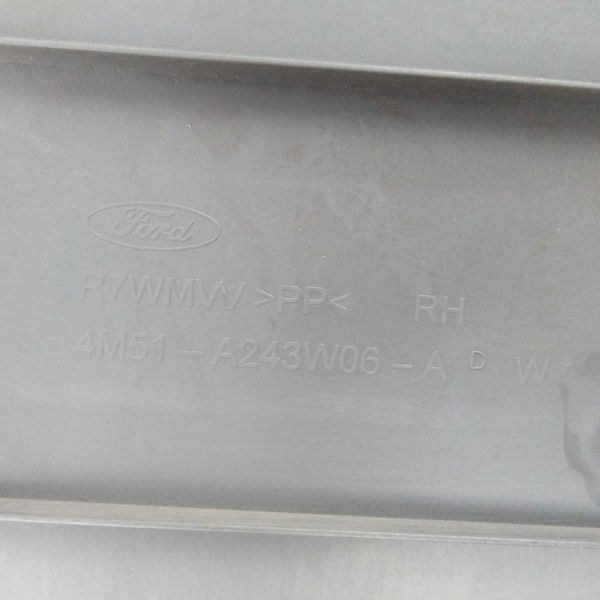 Ford
R7WMW >PP< RH
4M51-A243W06-A D W